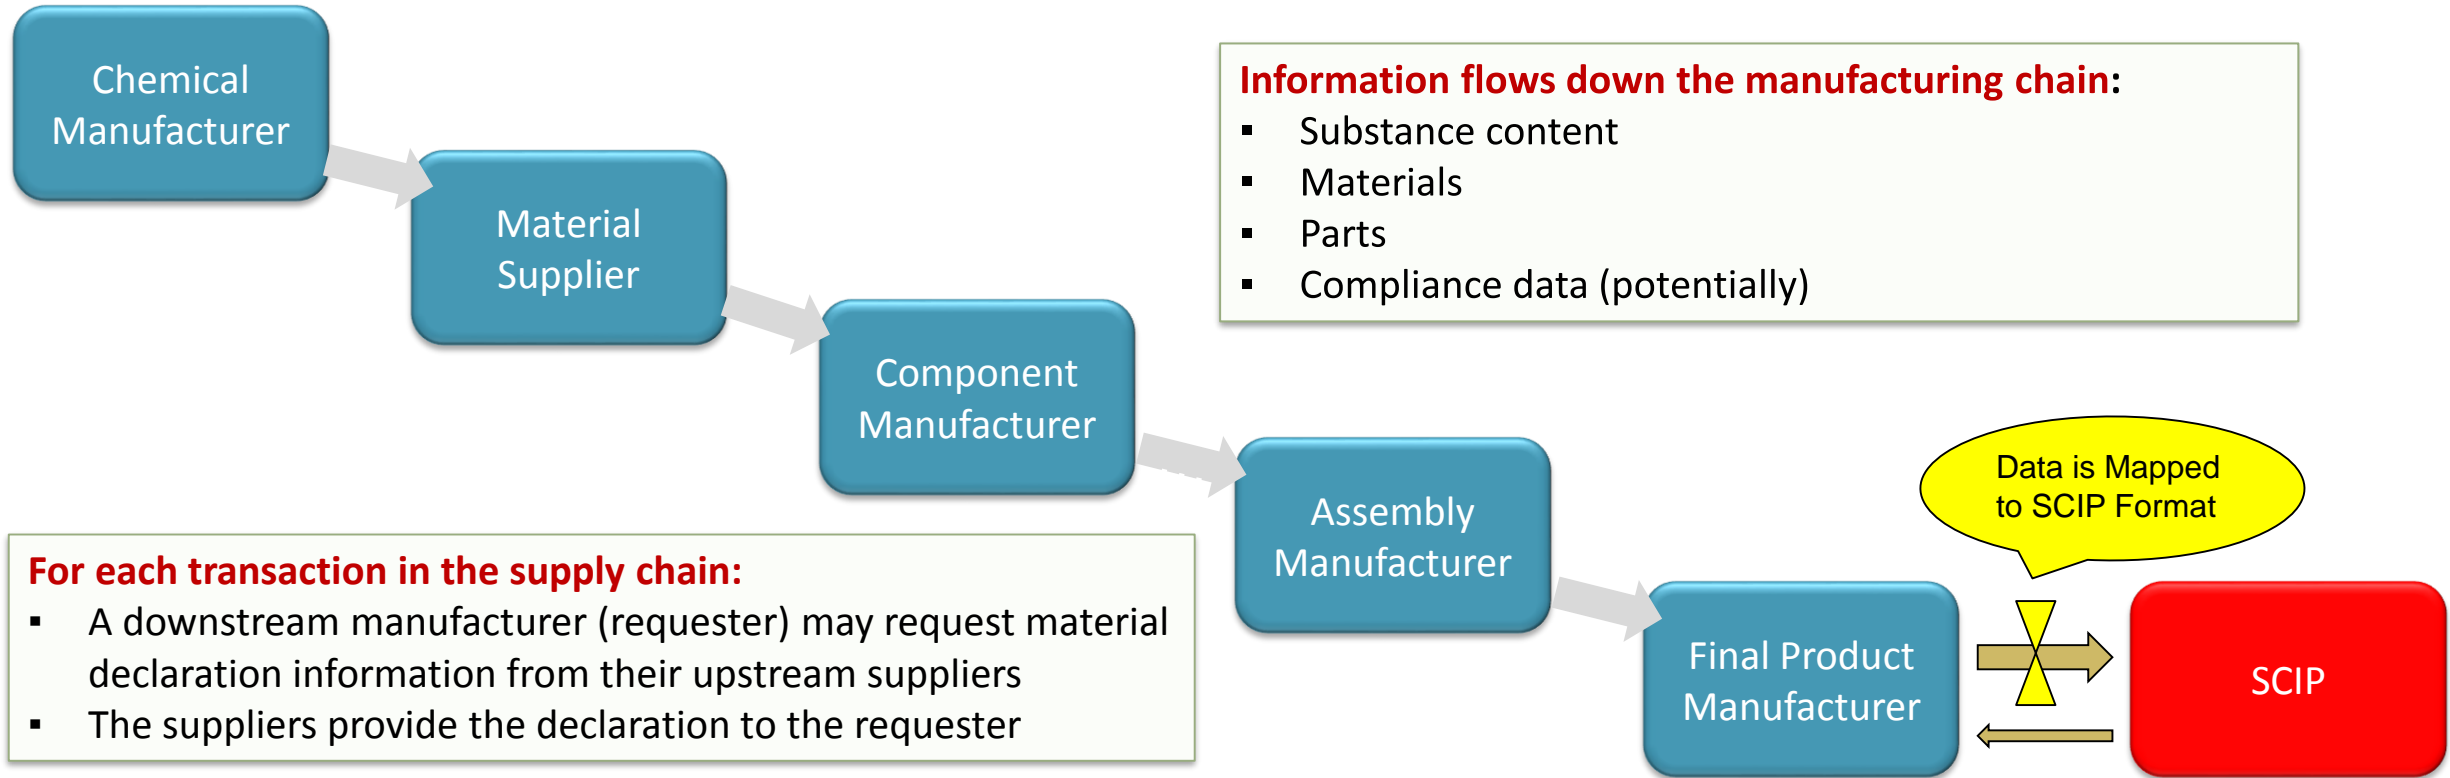 Chemical
Manufacturer
Information flows down the manufacturing chain:
▪ Substance content
▪ Materials
▪ Parts
▪ Compliance data (potentially)
Material
Supplier
Component
Manufacturer
Assembly
Manufacturer
Data is Mapped
to SCIP Format
For each transaction in the supply chain:
▪ A downstream manufacturer (requester) may request material
declaration information from their upstream suppliers
▪ The suppliers provide the declaration to the requester
Final Product
Manufacturer
SCIP